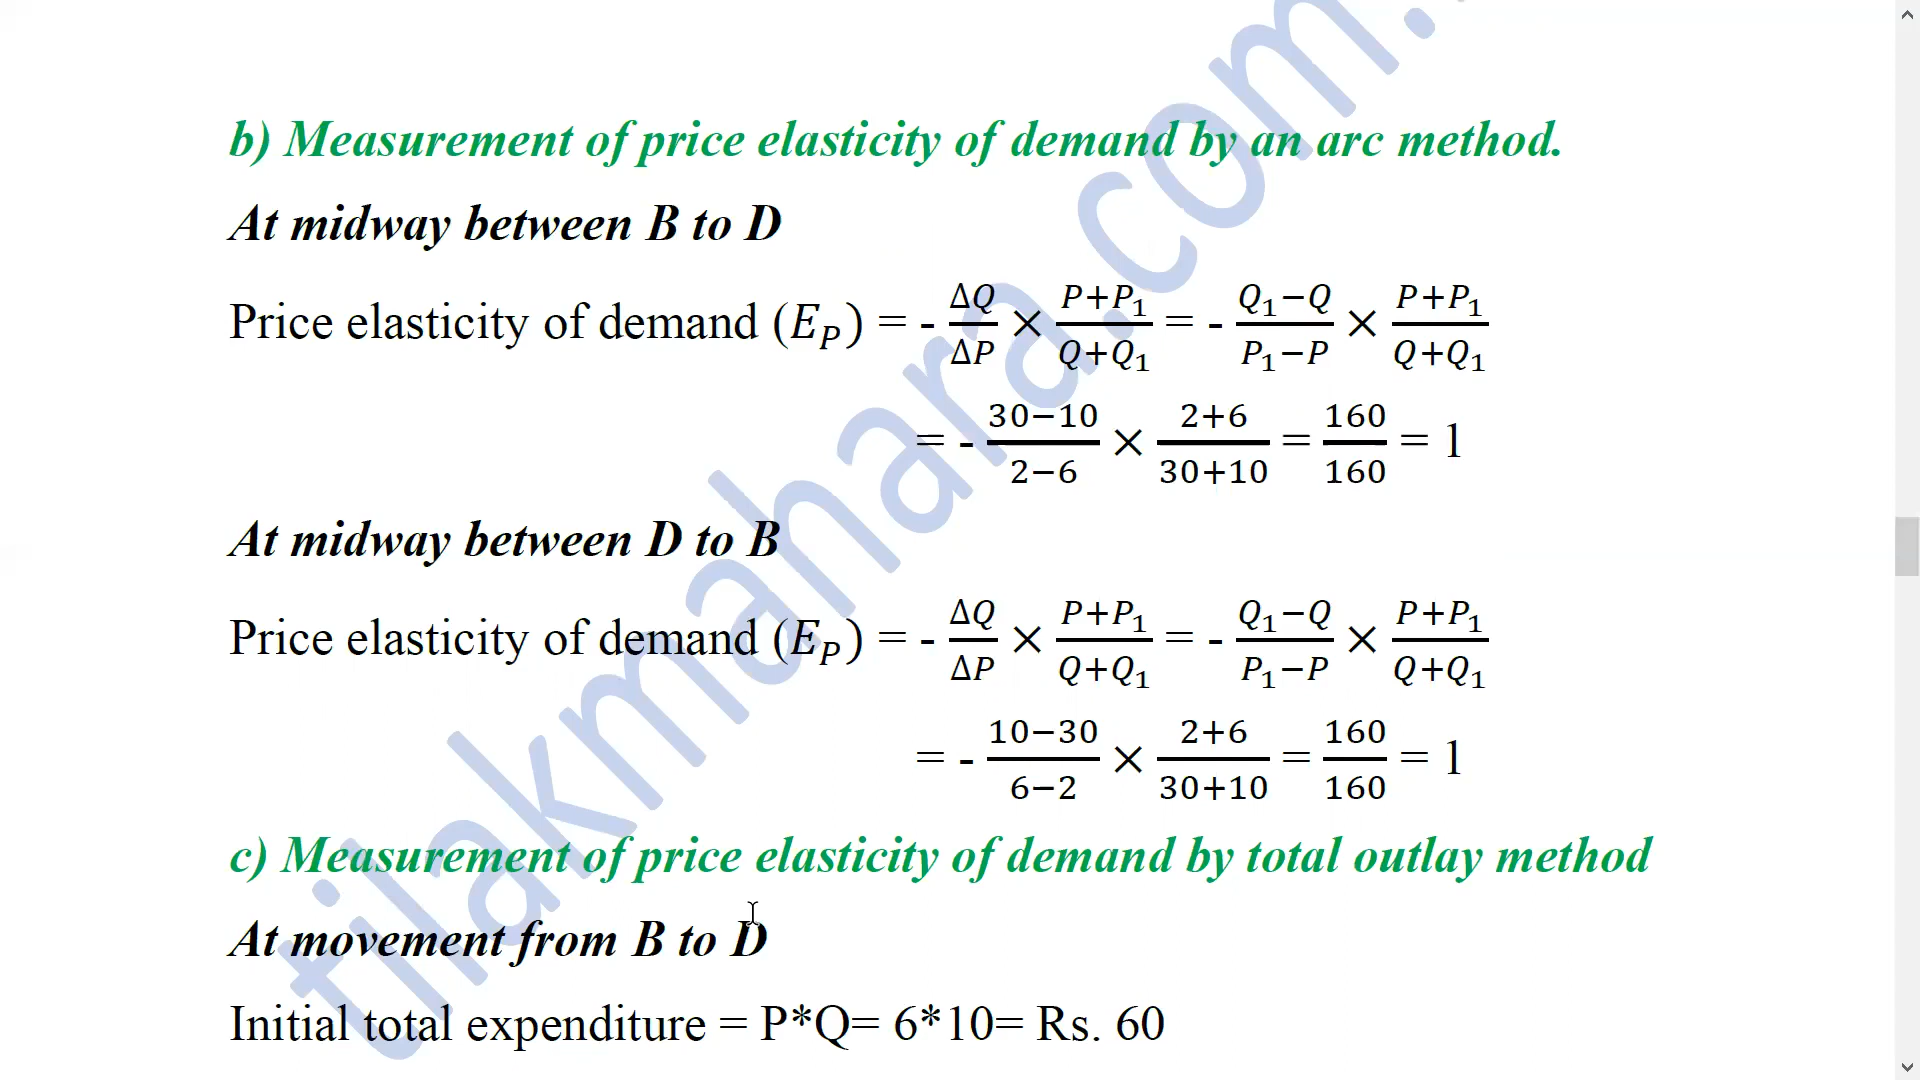 b) Measurement of price elasticity of demand by an arc method.
At midway between B to D
Price elasticity of demand (E_P) = - ΔQ/ΔP × P+P₁/Q+Q₁ = - Q₁−Q/P₁−P × P+P₁/Q+Q₁
= - 30−10/2−6 × 2+6/30+10 = 160/160 = 1
At midway between D to B
Price elasticity of demand (E_P) = - ΔQ/ΔP × P+P₁/Q+Q₁ = - Q₁−Q/P₁−P × P+P₁/Q+Q₁
= - 10−30/6−2 × 2+6/30+10 = 160/160 = 1
c) Measurement of price elasticity of demand by total outlay method
At movement from B to D
Initial total expenditure = P*Q= 6*10= Rs. 60
tilakmahara.com.